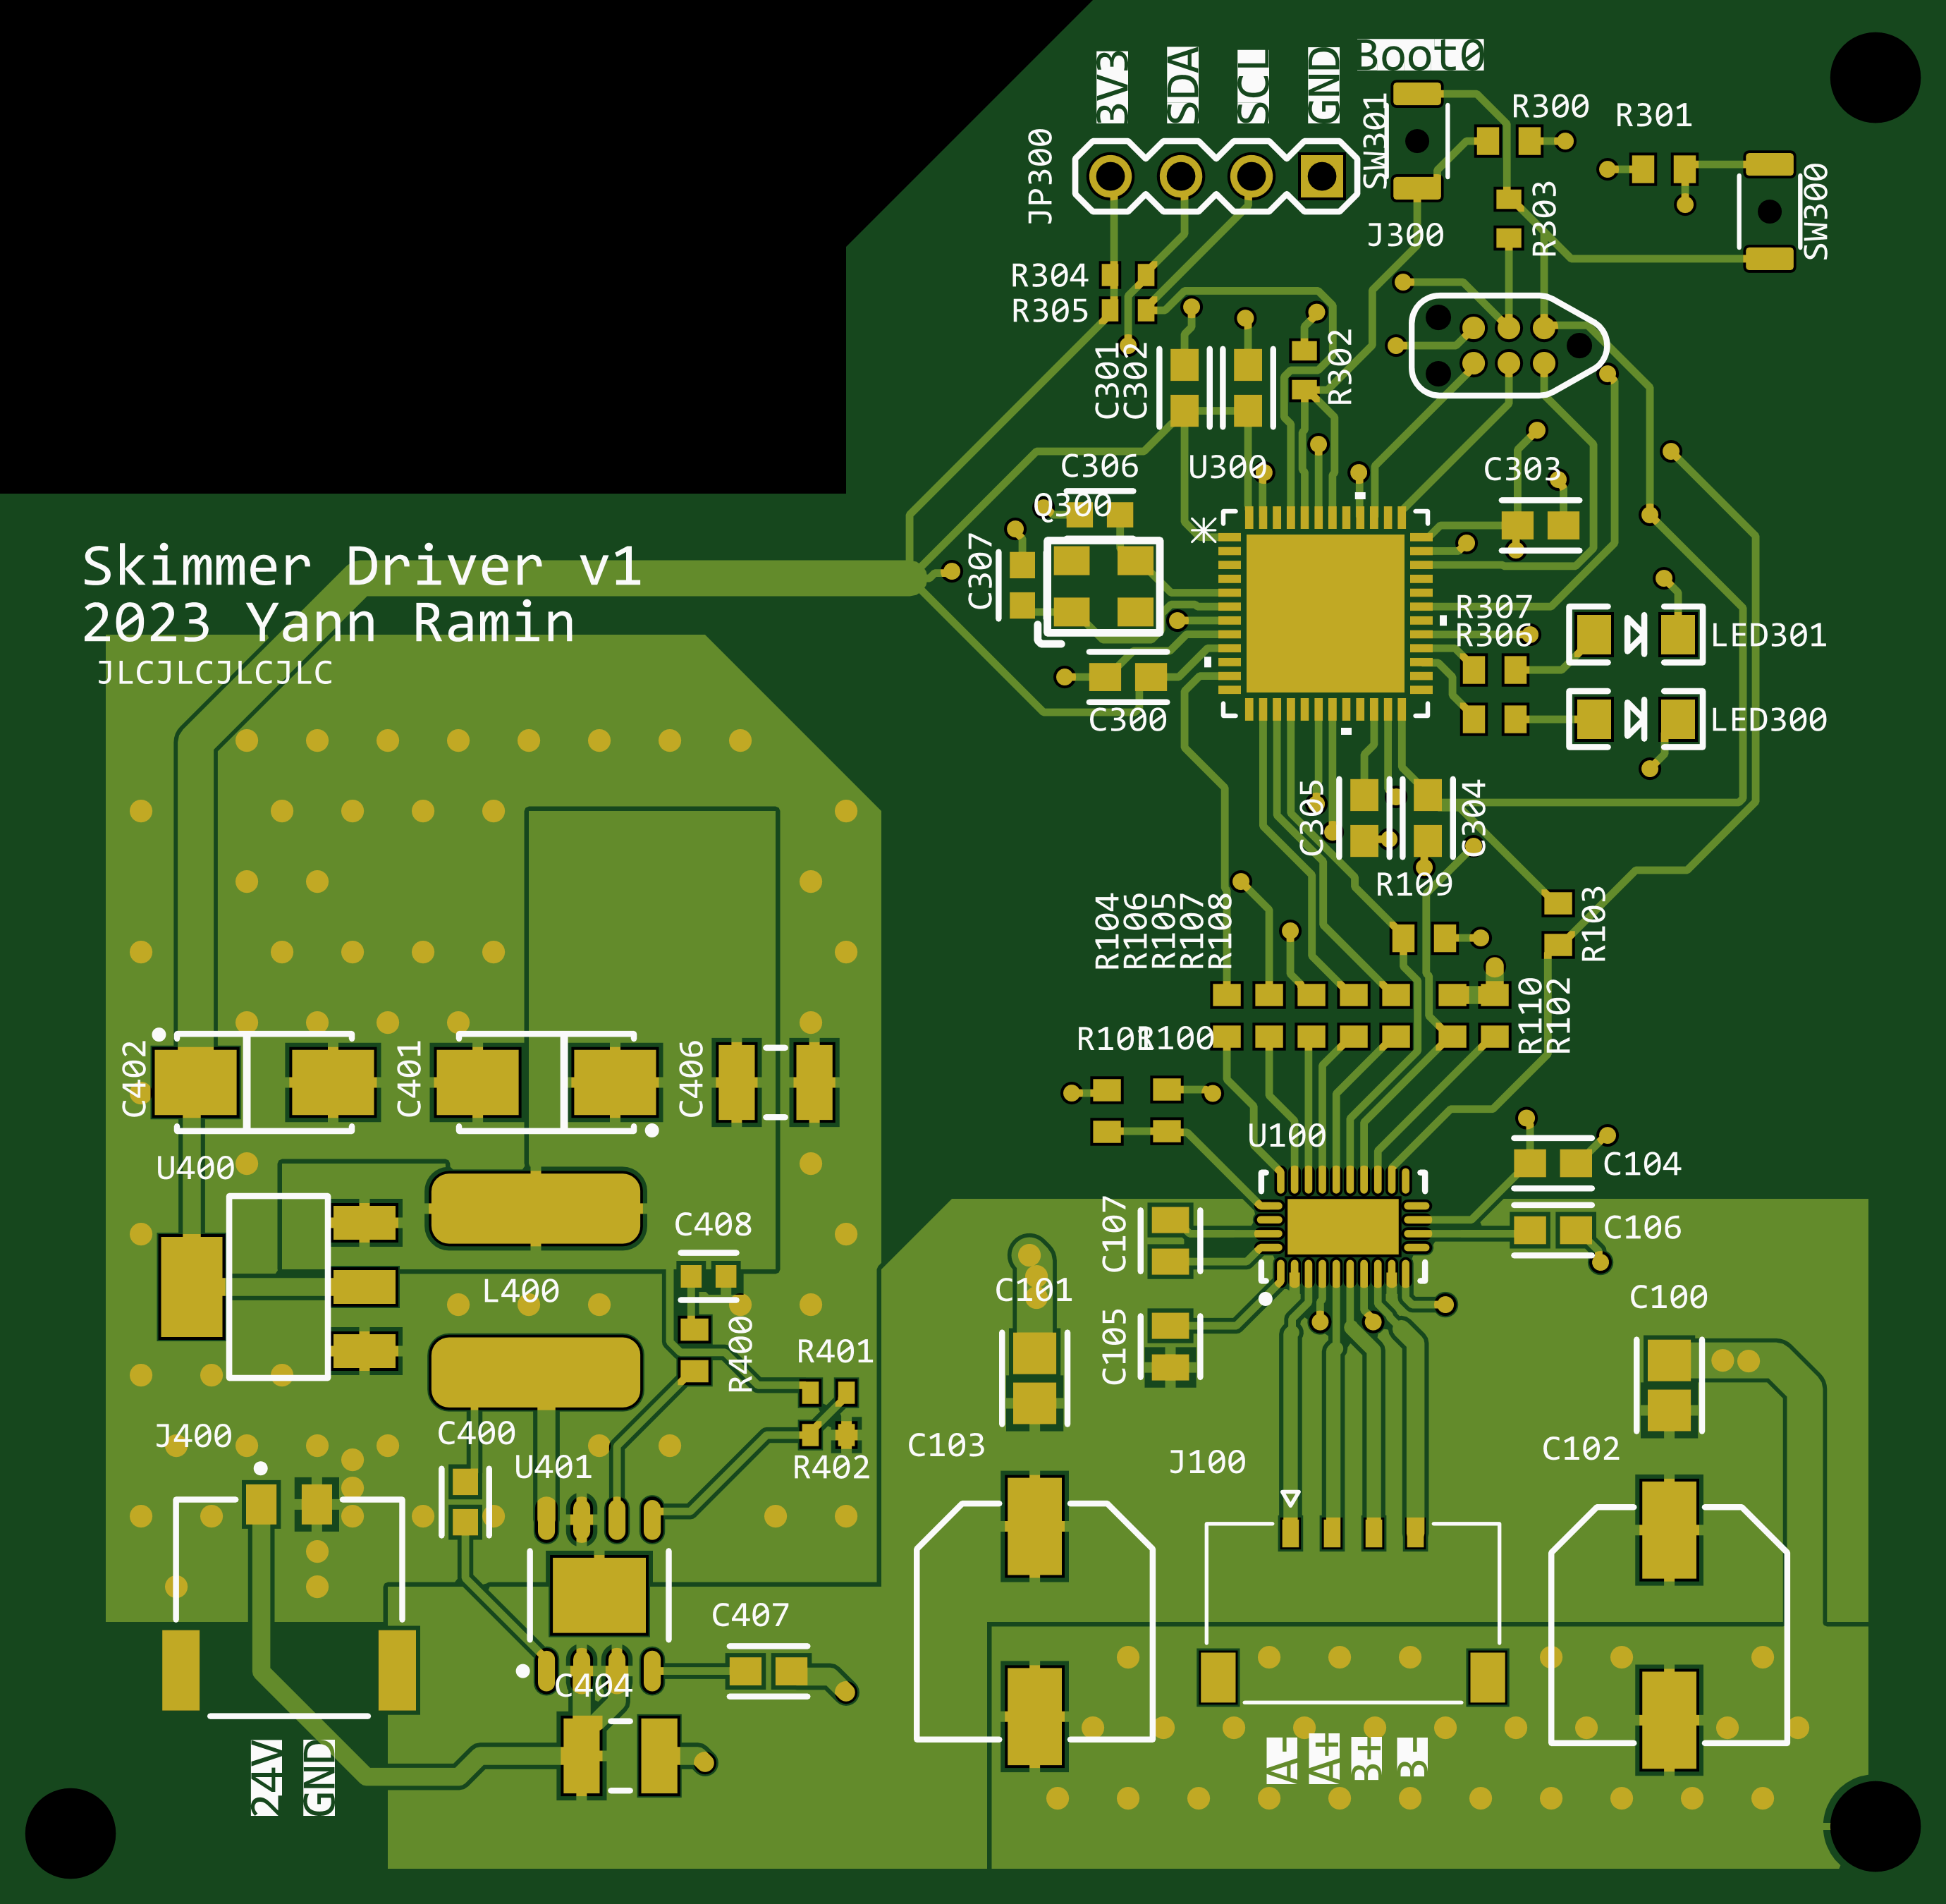 Boot0
3V3
SDA
SCL
GND
SW301
R300
R301
JP300
J300
R303
SW300
R304
R305
C301
C302
R302
C306
U300
C303
Q300
C307
Skimmer Driver v1
2023 Yann Ramin
JLCJLCJLCJLC
R307
R306
LED301
LED300
C300
C305
C304
R109
R104
R106
R105
R107
R108
R103
R110
R102
R101
R100
C402
C401
C406
U400
U100
C104
C106
C107
C408
L400
C101
C100
C105
R400
R401
J400
C400
U401
R402
C103
J100
C102
C407
C404
24V
GND
A-
A+
B+
B-